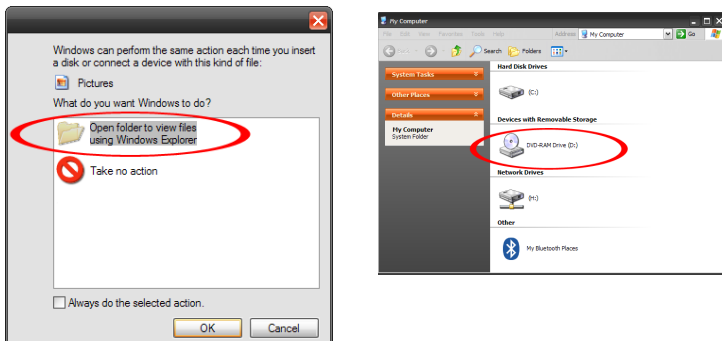 Windows can perform the same action each time you insert
a disk or connect a device with this kind of file:
Pictures
What do you want Windows to do?
Open folder to view files
using Windows Explorer
Take no action
Always do the selected action.
OK Cancel
My Computer
File Edit View Favorites Tools Help Address My Computer Go
Back Search Folders
System Tasks
Other Places
Details
My Computer
System Folder
Hard Disk Drives
(C:)
Devices with Removable Storage
DVD-RAM Drive (D:)
Network Drives
(H:)
Other
My Bluetooth Places